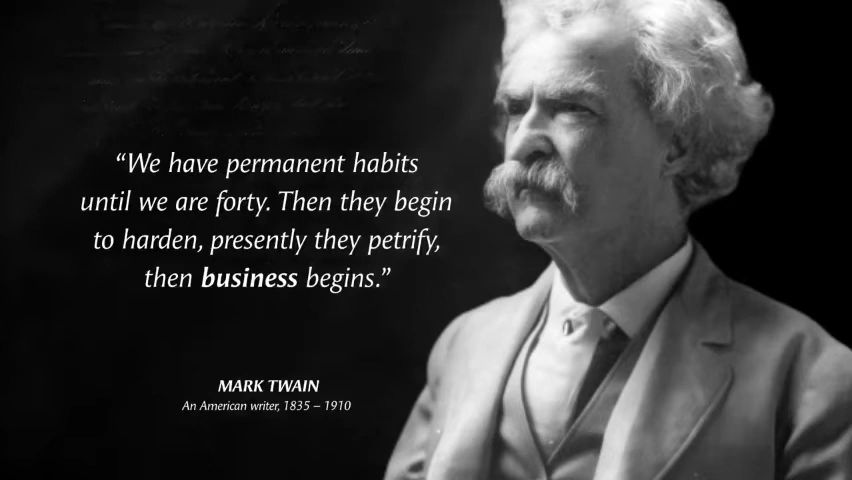 “We have permanent habits
until we are forty. Then they begin
to harden, presently they petrify,
then business begins.”
MARK TWAIN
An American writer, 1835 – 1910